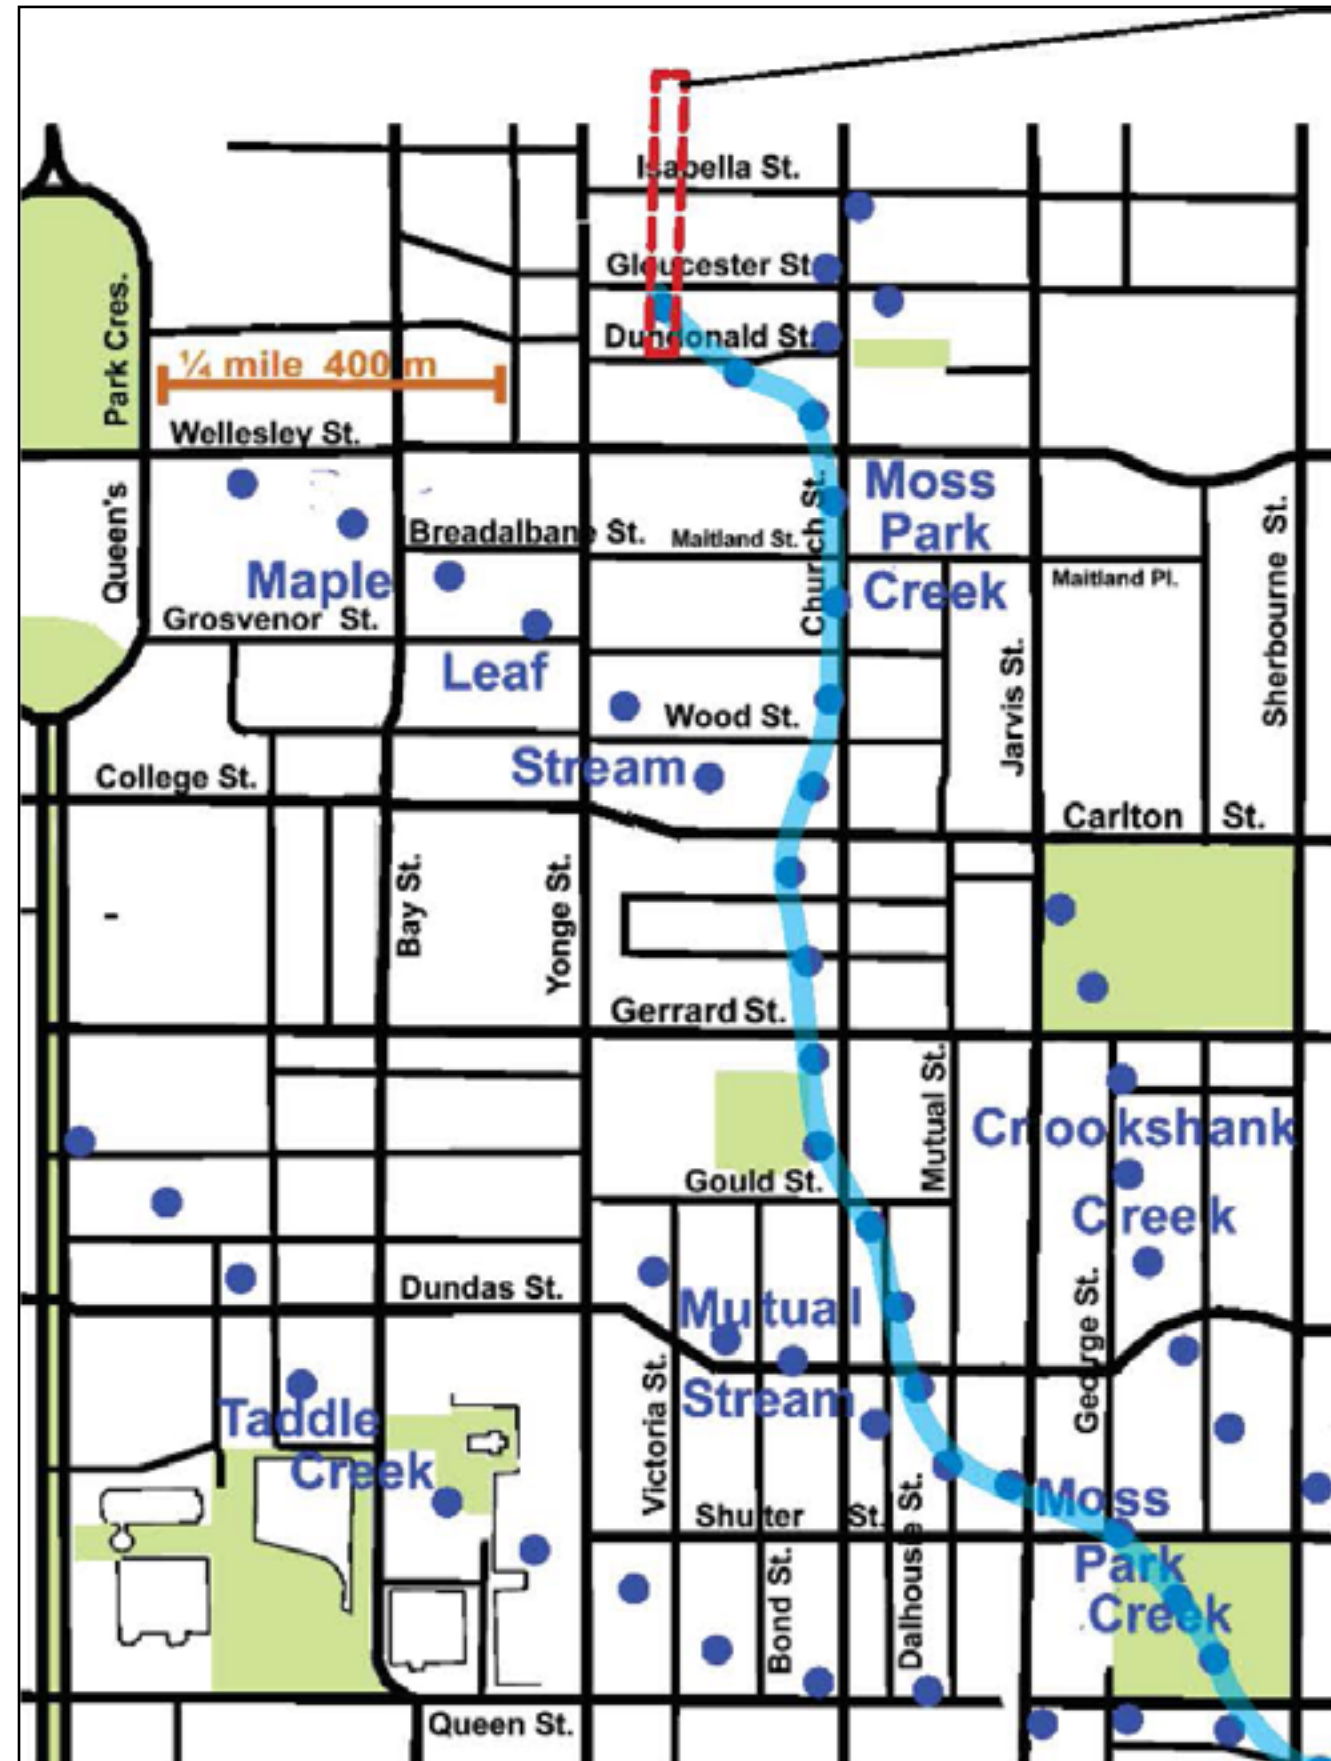 Isabella St.
Gloucester St.
Dundonald St.
Park Cres.
¼ mile 400 m
Wellesley St.
Queen's
Breadalbane St.
Maitland St.
Church St.
Moss
Park
Creek
Maitland Pl.
Sherbourne St.
Maple
Grosvenor St.
Leaf
Wood St.
Jarvis St.
Stream
College St.
Carlton St.
Bay St.
Yonge St.
Gerrard St.
Mutual St.
Crookshank
Creek
Gould St.
Dundas St.
Mutual
Stream
George St.
Victoria St.
Taddle
Creek
Moss
Park
Creek
Shuter St.
Dalhouse St.
Bond St.
Queen St.